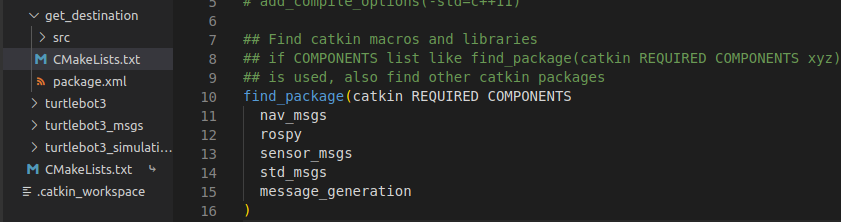 get_destination
src
CMakeLists.txt
package.xml
turtlebot3
turtlebot3_msgs
turtlebot3_simulati...
CMakeLists.txt
.catkin_workspace
5 # add_compile_options(-std=c++11)
6
7 ## Find catkin macros and libraries
8 ## if COMPONENTS list like find_package(catkin REQUIRED COMPONENTS xyz)
9 ## is used, also find other catkin packages
10 find_package(catkin REQUIRED COMPONENTS
11 nav_msgs
12 rospy
13 sensor_msgs
14 std_msgs
15 message_generation
16 )